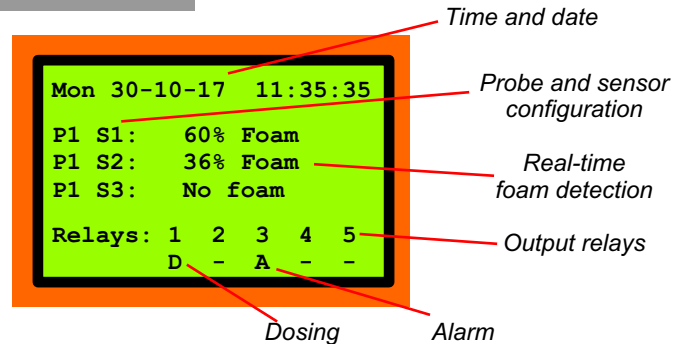 Time and date
Mon 30-10-17 11:35:35
Probe and sensor
configuration
P1 S1: 60% Foam
P1 S2: 36% Foam
P1 S3: No foam
Real-time
foam detection
Relays: 1 2 3 4 5
D - A - -
Output relays
Dosing
Alarm